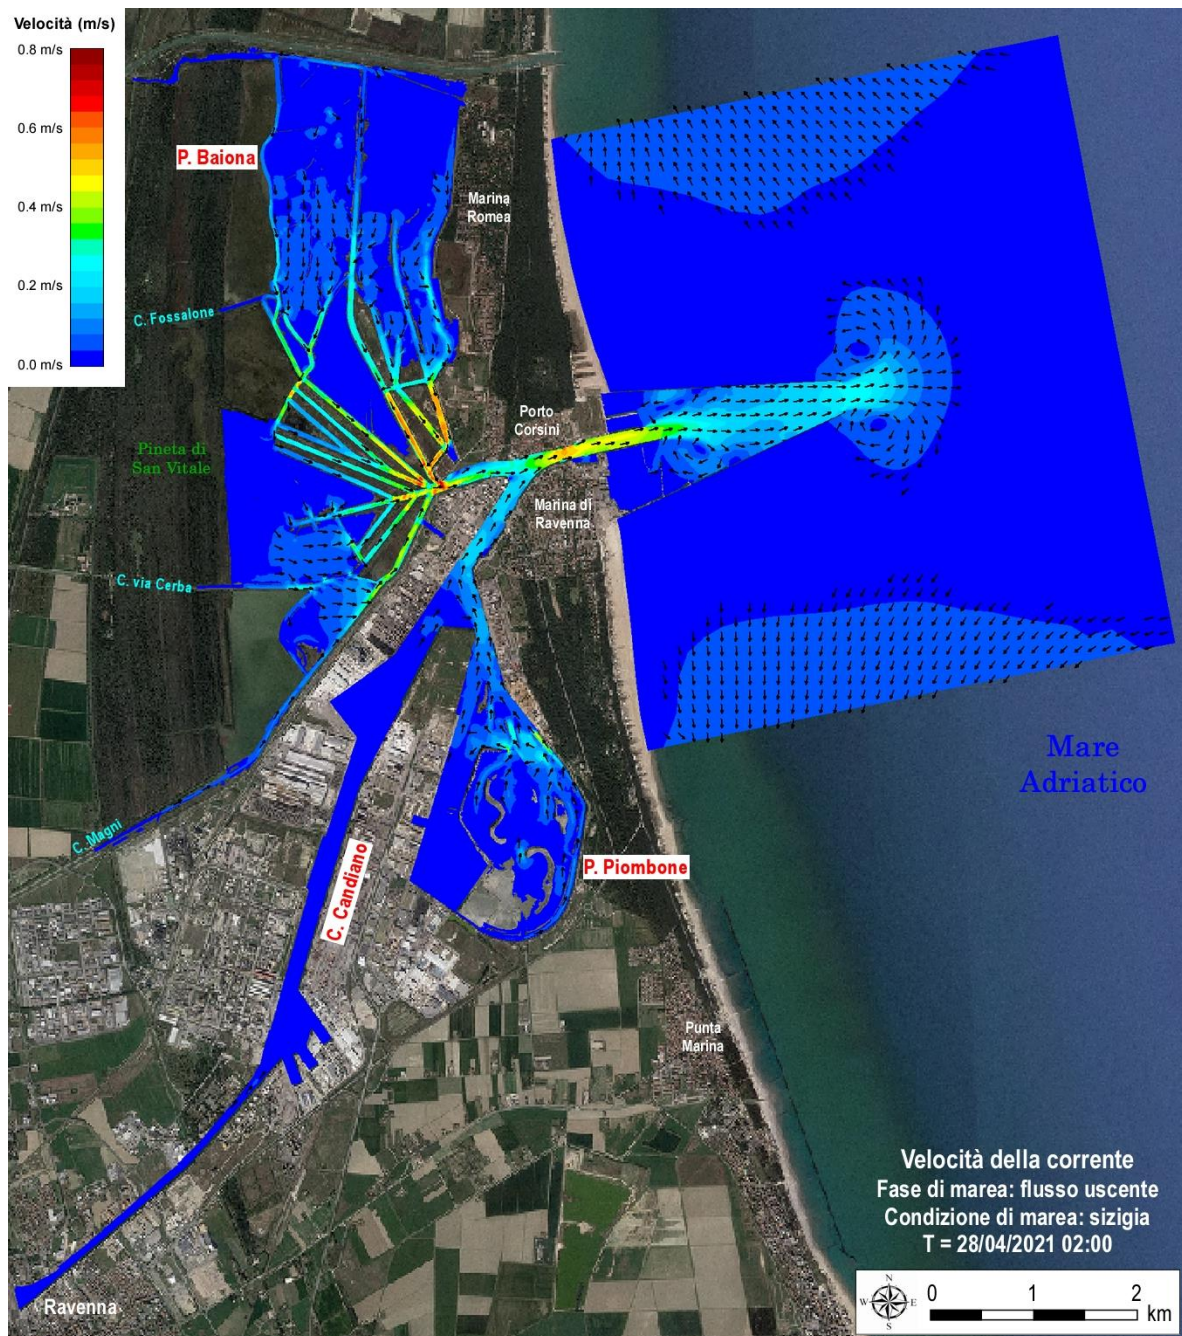 Velocità (m/s)
0.8 m/s
0.6 m/s
0.4 m/s
0.2 m/s
0.0 m/s
P. Baiona
Marina
Romea
C. Fossalone
Porto
Corsini
Pineta di
San Vitale
Marina di
Ravenna
C. via Cerba
Mare
Adriatico
C. Magni
C. Candiano
P. Piombone
Punta
Marina
Velocità della corrente
Fase di marea: flusso uscente
Condizione di marea: sizigia
T = 28/04/2021 02:00
N
W E
S
0 1 2
km
Ravenna